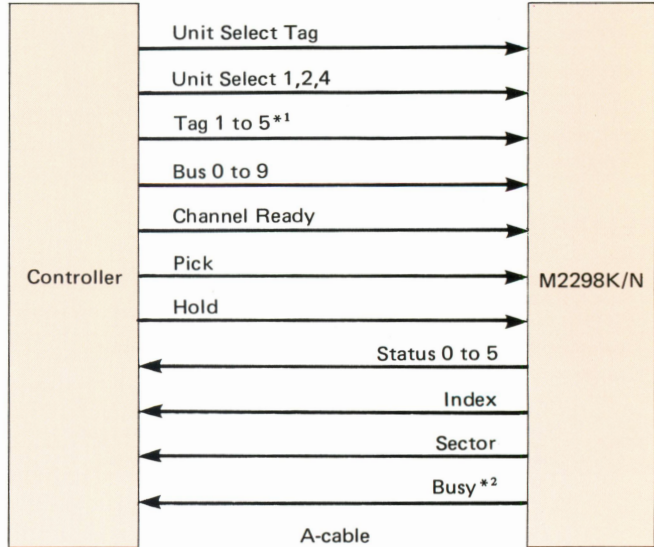 Unit Select Tag
Unit Select 1,2,4
Tag 1 to 5*1
Bus 0 to 9
Channel Ready
Pick
Controller
M2298K/N
Hold
Status 0 to 5
Index
Sector
Busy*2
A-cable